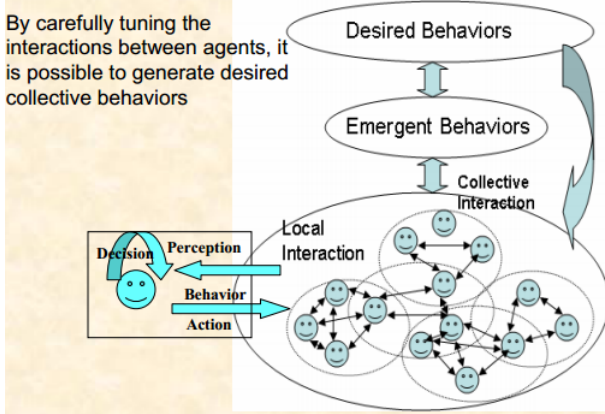 By carefully tuning the
interactions between agents, it
is possible to generate desired
collective behaviors
Desired Behaviors
Emergent Behaviors
Collective
Interaction
Local
Interaction
Decision
Perception
Behavior
Action